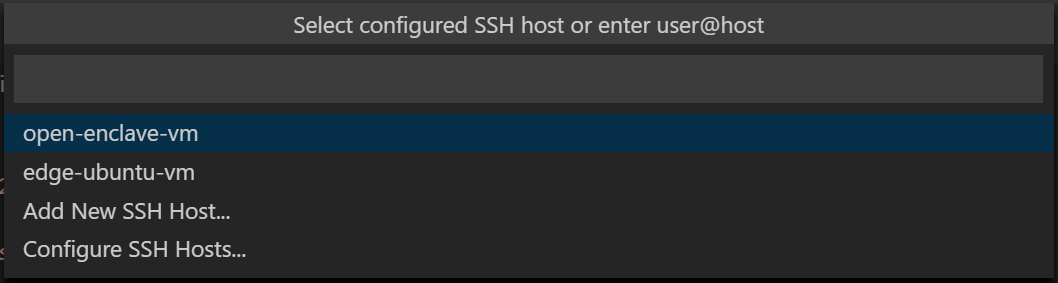 Select configured SSH host or enter user@host
open-enclave-vm
edge-ubuntu-vm
Add New SSH Host...
Configure SSH Hosts...